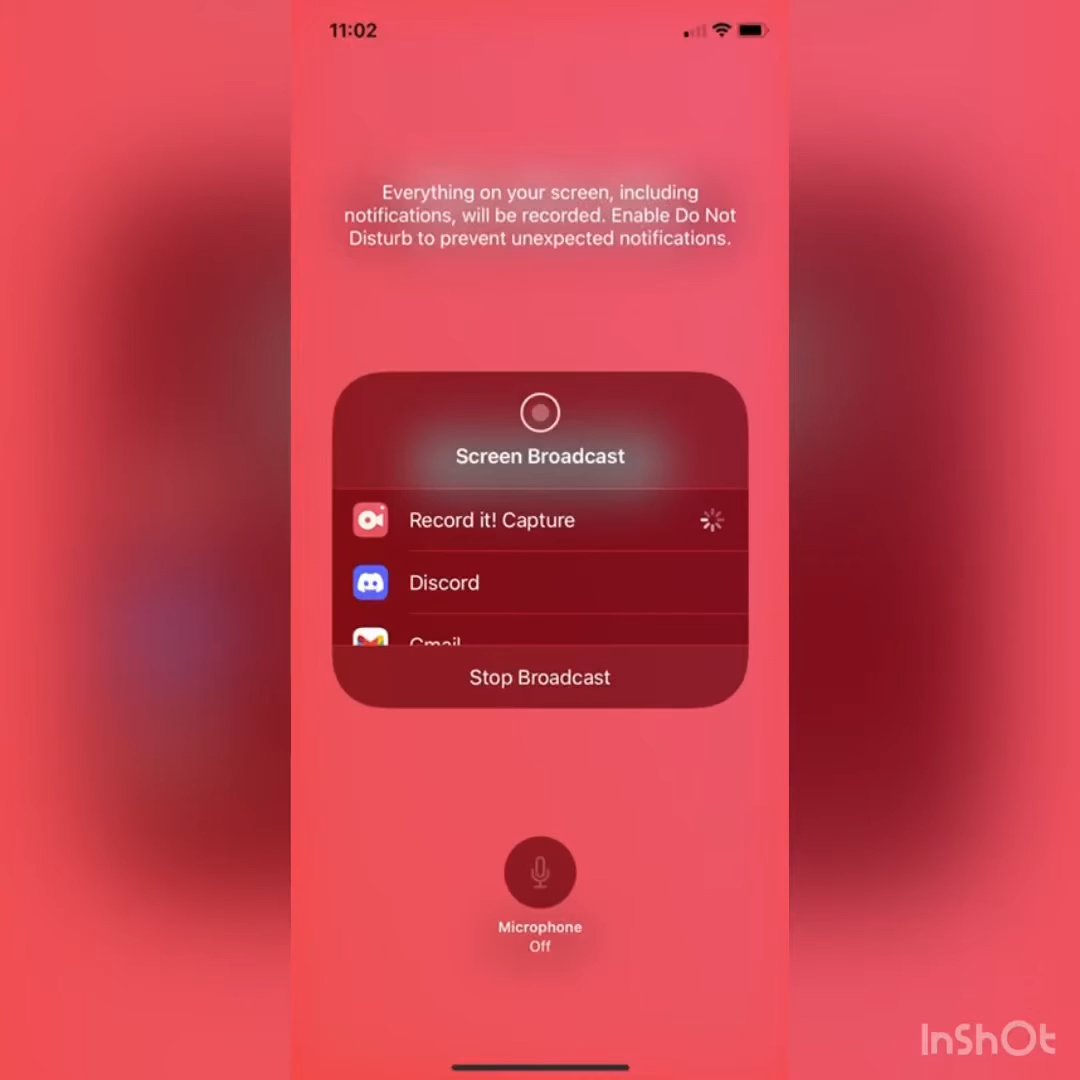 11:02
Everything on your screen, including
notifications, will be recorded. Enable Do Not
Disturb to prevent unexpected notifications.
Screen Broadcast
Record it! Capture
Discord
Gmail
Stop Broadcast
Microphone
Off
InShOt